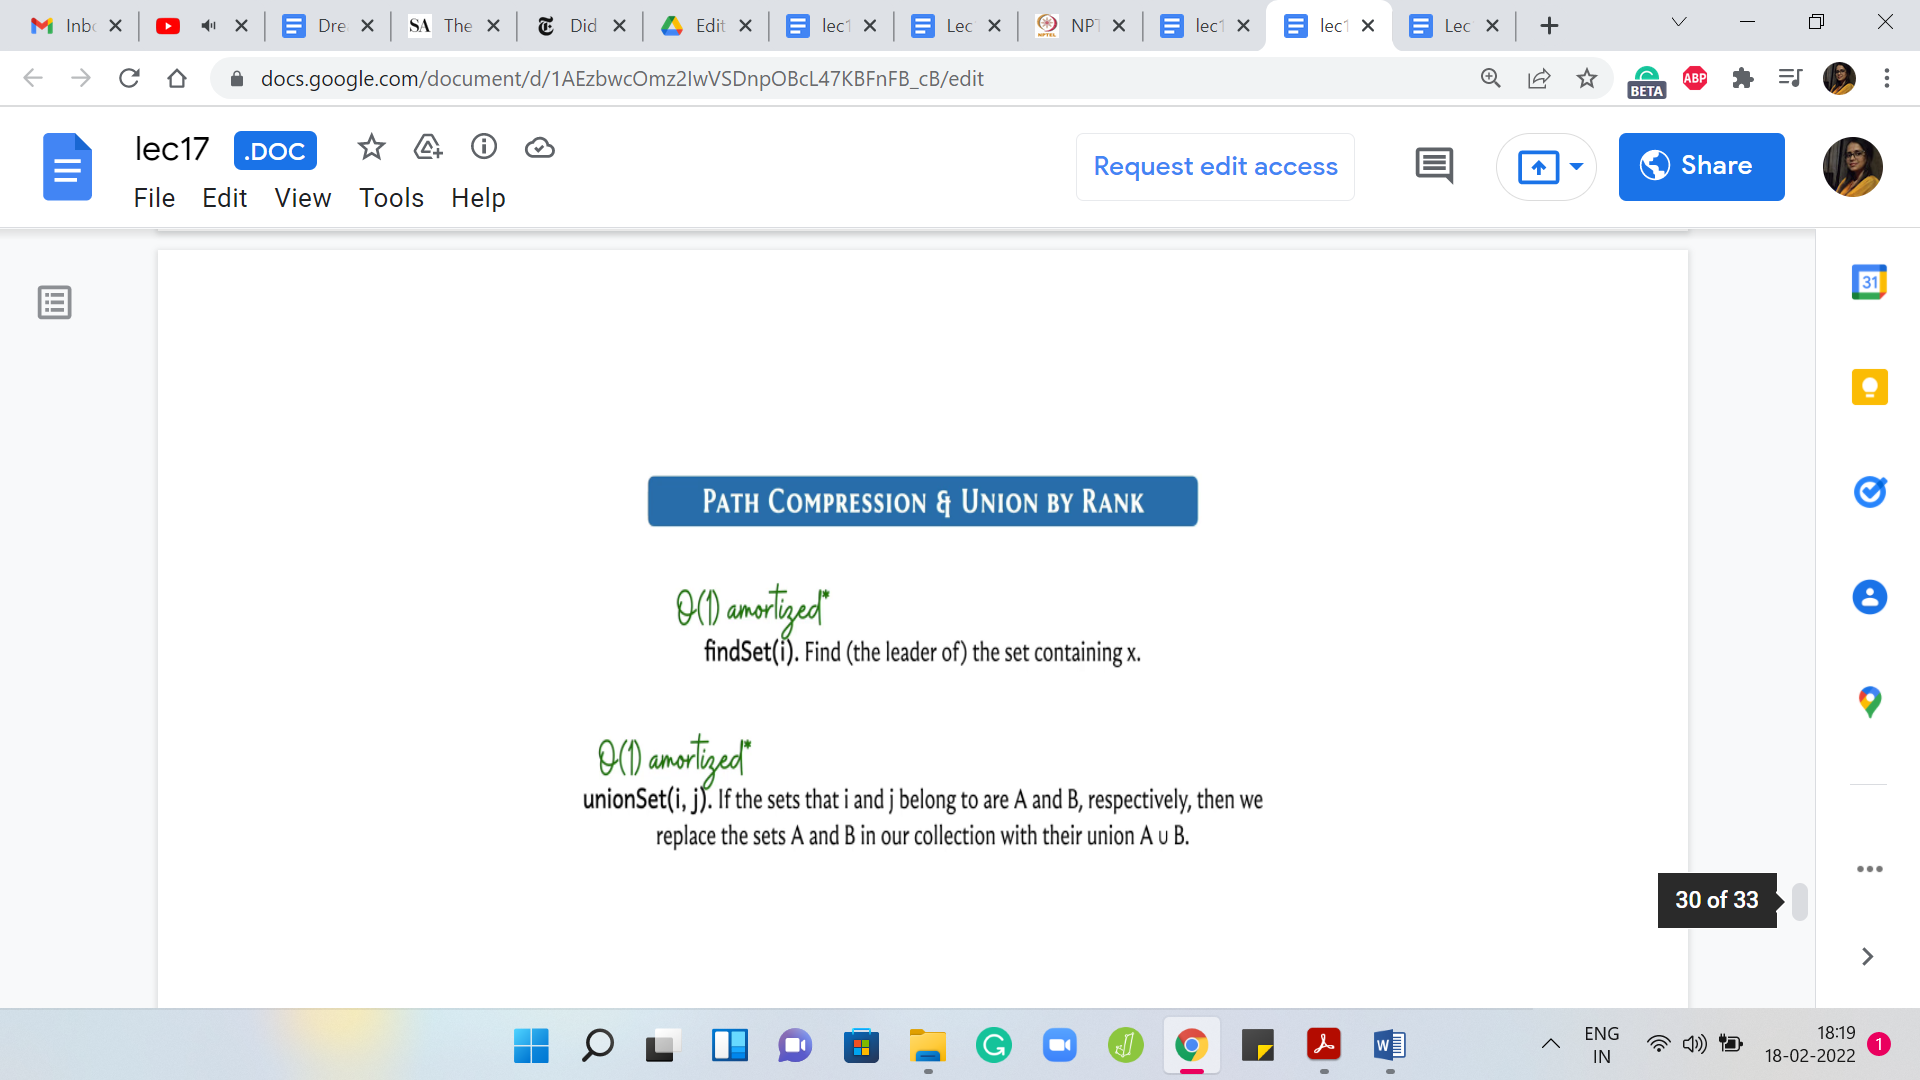 Inbc
Dre
SA The
Did
Edit
lec1
Lec
NPT
lec1
lec1
Lec
docs.google.com/document/d/1AEzbwcOmz2IwVSDnpOBcL47KBFnFB_cB/edit
BETA
ABP
lec17 .DOC
Request edit access
Share
File Edit View Tools Help
31
PATH COMPRESSION & UNION BY RANK
O(1) amortized*
findSet(i). Find (the leader of) the set containing x.
O(1) amortized*
unionSet(i, j). If the sets that i and j belong to are A and B, respectively, then we
replace the sets A and B in our collection with their union A ∪ B.
30 of 33
ENG
IN
18:19
18-02-2022
1